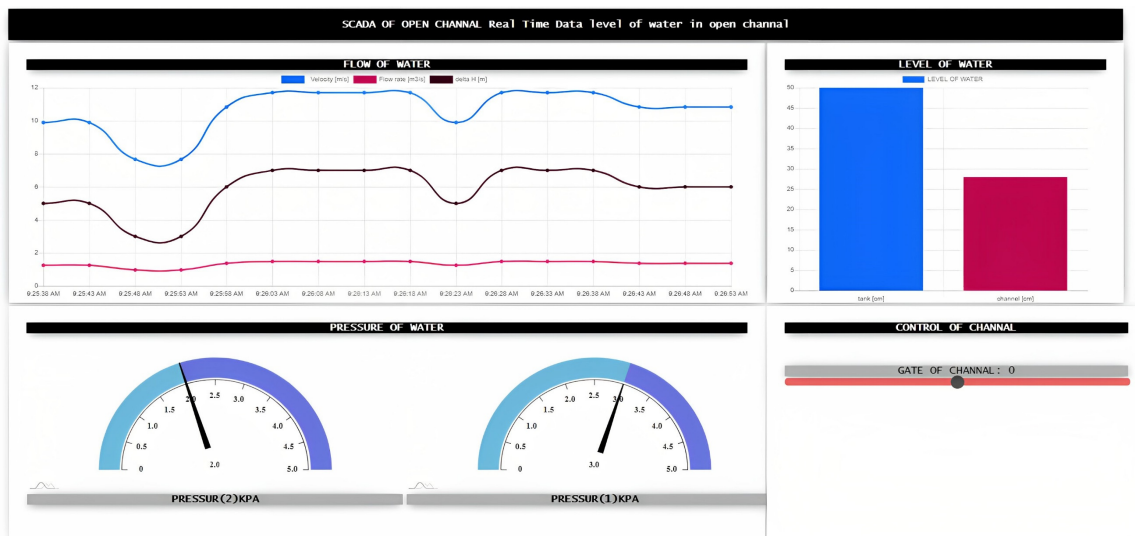 SCADA OF OPEN CHANNAL Real Time Data level of water in open channal
FLOW OF WATER
Velocity [m/s] Flow rate [m3/s] delta H [m]
12
10
8
6
4
2
0
9:25:38 AM 9:25:43 AM 9:25:48 AM 9:25:53 AM 9:25:58 AM 9:26:03 AM 9:26:08 AM 9:26:13 AM 9:26:18 AM 9:26:23 AM 9:26:28 AM 9:26:33 AM 9:26:38 AM 9:26:43 AM 9:26:48 AM 9:26:53 AM
LEVEL OF WATER
LEVEL OF WATER
50
45
40
35
30
25
20
15
10
5
0
tank [cm] channel [cm]
PRESSURE OF WATER
0 0.5 1.0 1.5 2.0 2.5 3.0 3.5 4.0 4.5 5.0
2.0
PRESSUR(2)KPA
0 0.5 1.0 1.5 2.0 2.5 3.0 3.5 4.0 4.5 5.0
3.0
PRESSUR(1)KPA
CONTROL OF CHANNAL
GATE OF CHANNAL: 0